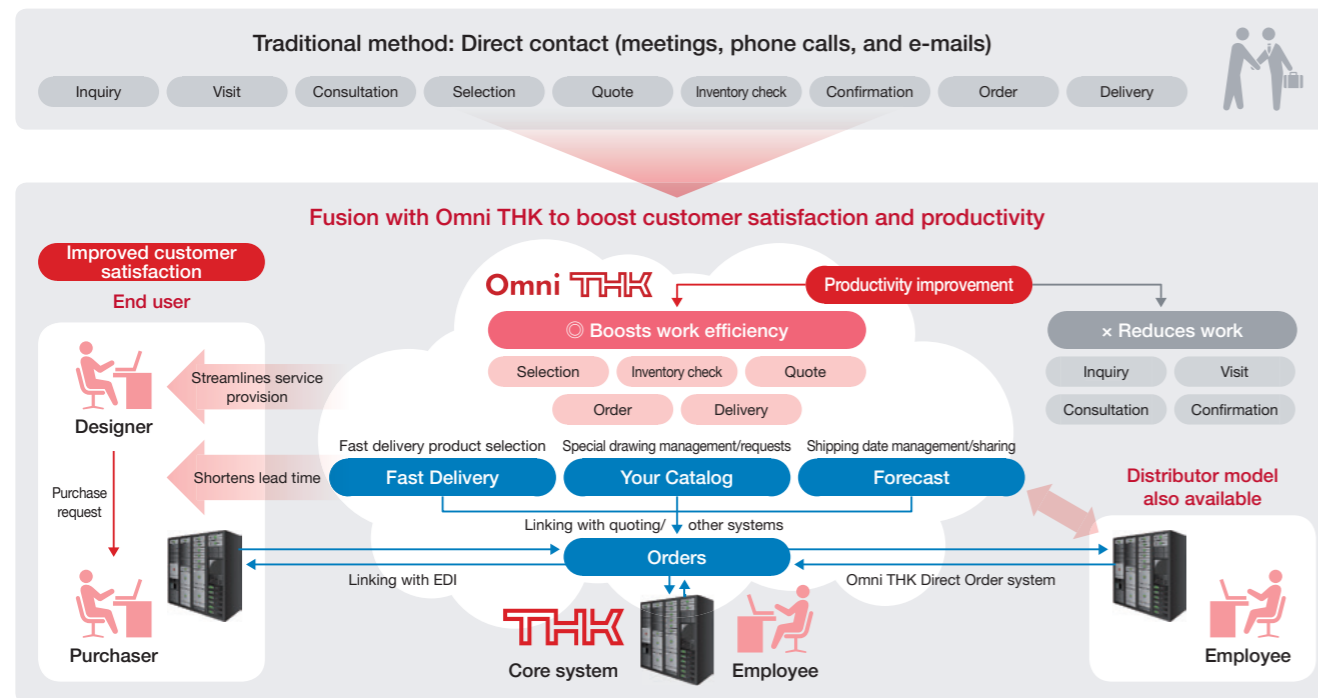 Traditional method: Direct contact (meetings, phone calls, and e-mails)
Inquiry
Visit
Consultation
Selection
Quote
Inventory check
Confirmation
Order
Delivery
Fusion with Omni THK to boost customer satisfaction and productivity
Improved customer
satisfaction
End user
Designer
Purchase
request
Purchaser
Streamlines service
provision
Shortens lead time
Omni THK
Productivity improvement
◎ Boosts work efficiency
Selection
Inventory check
Quote
Order
Delivery
× Reduces work
Inquiry
Visit
Consultation
Confirmation
Fast delivery product selection
Fast Delivery
Special drawing management/requests
Your Catalog
Shipping date management/sharing
Forecast
Linking with quoting/ other systems
Orders
Linking with EDI
Omni THK Direct Order system
THK
Core system
Employee
Distributor model
also available
Employee